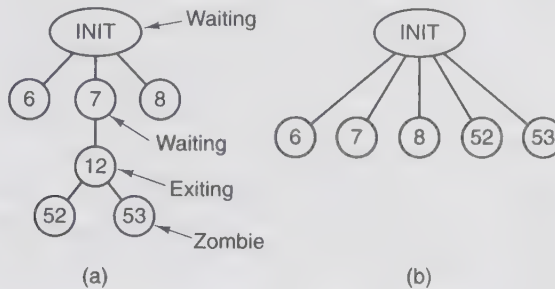 INIT
Waiting
6
7
8
Waiting
12
Exiting
52
53
Zombie
(a)
INIT
6
7
8
52
53
(b)